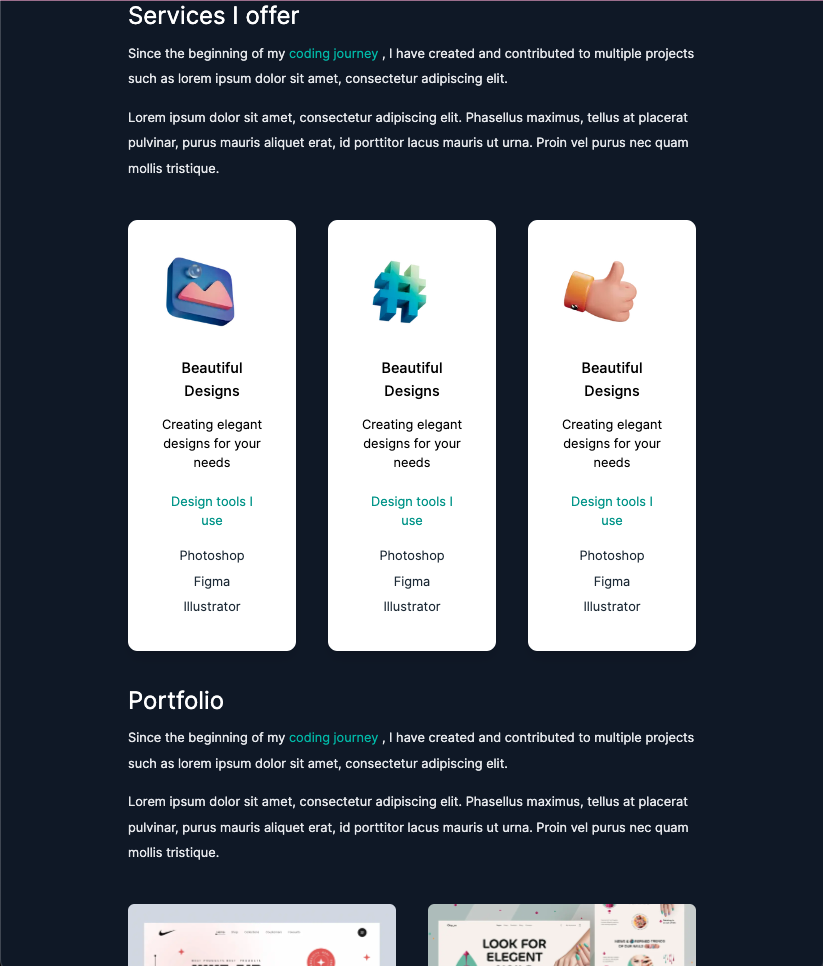 Services I offer
Since the beginning of my coding journey , I have created and contributed to multiple projects
such as lorem ipsum dolor sit amet, consectetur adipiscing elit.
Lorem ipsum dolor sit amet, consectetur adipiscing elit. Phasellus maximus, tellus at placerat
pulvinar, purus mauris aliquet erat, id porttitor lacus mauris ut urna. Proin vel purus nec quam
mollis tristique.
Beautiful
Designs
Creating elegant
designs for your
needs
Design tools I
use
Photoshop
Figma
Illustrator
Beautiful
Designs
Creating elegant
designs for your
needs
Design tools I
use
Photoshop
Figma
Illustrator
Beautiful
Designs
Creating elegant
designs for your
needs
Design tools I
use
Photoshop
Figma
Illustrator
Portfolio
Since the beginning of my coding journey , I have created and contributed to multiple projects
such as lorem ipsum dolor sit amet, consectetur adipiscing elit.
Lorem ipsum dolor sit amet, consectetur adipiscing elit. Phasellus maximus, tellus at placerat
pulvinar, purus mauris aliquet erat, id porttitor lacus mauris ut urna. Proin vel purus nec quam
mollis tristique.
LOOK FOR
ELEGENT